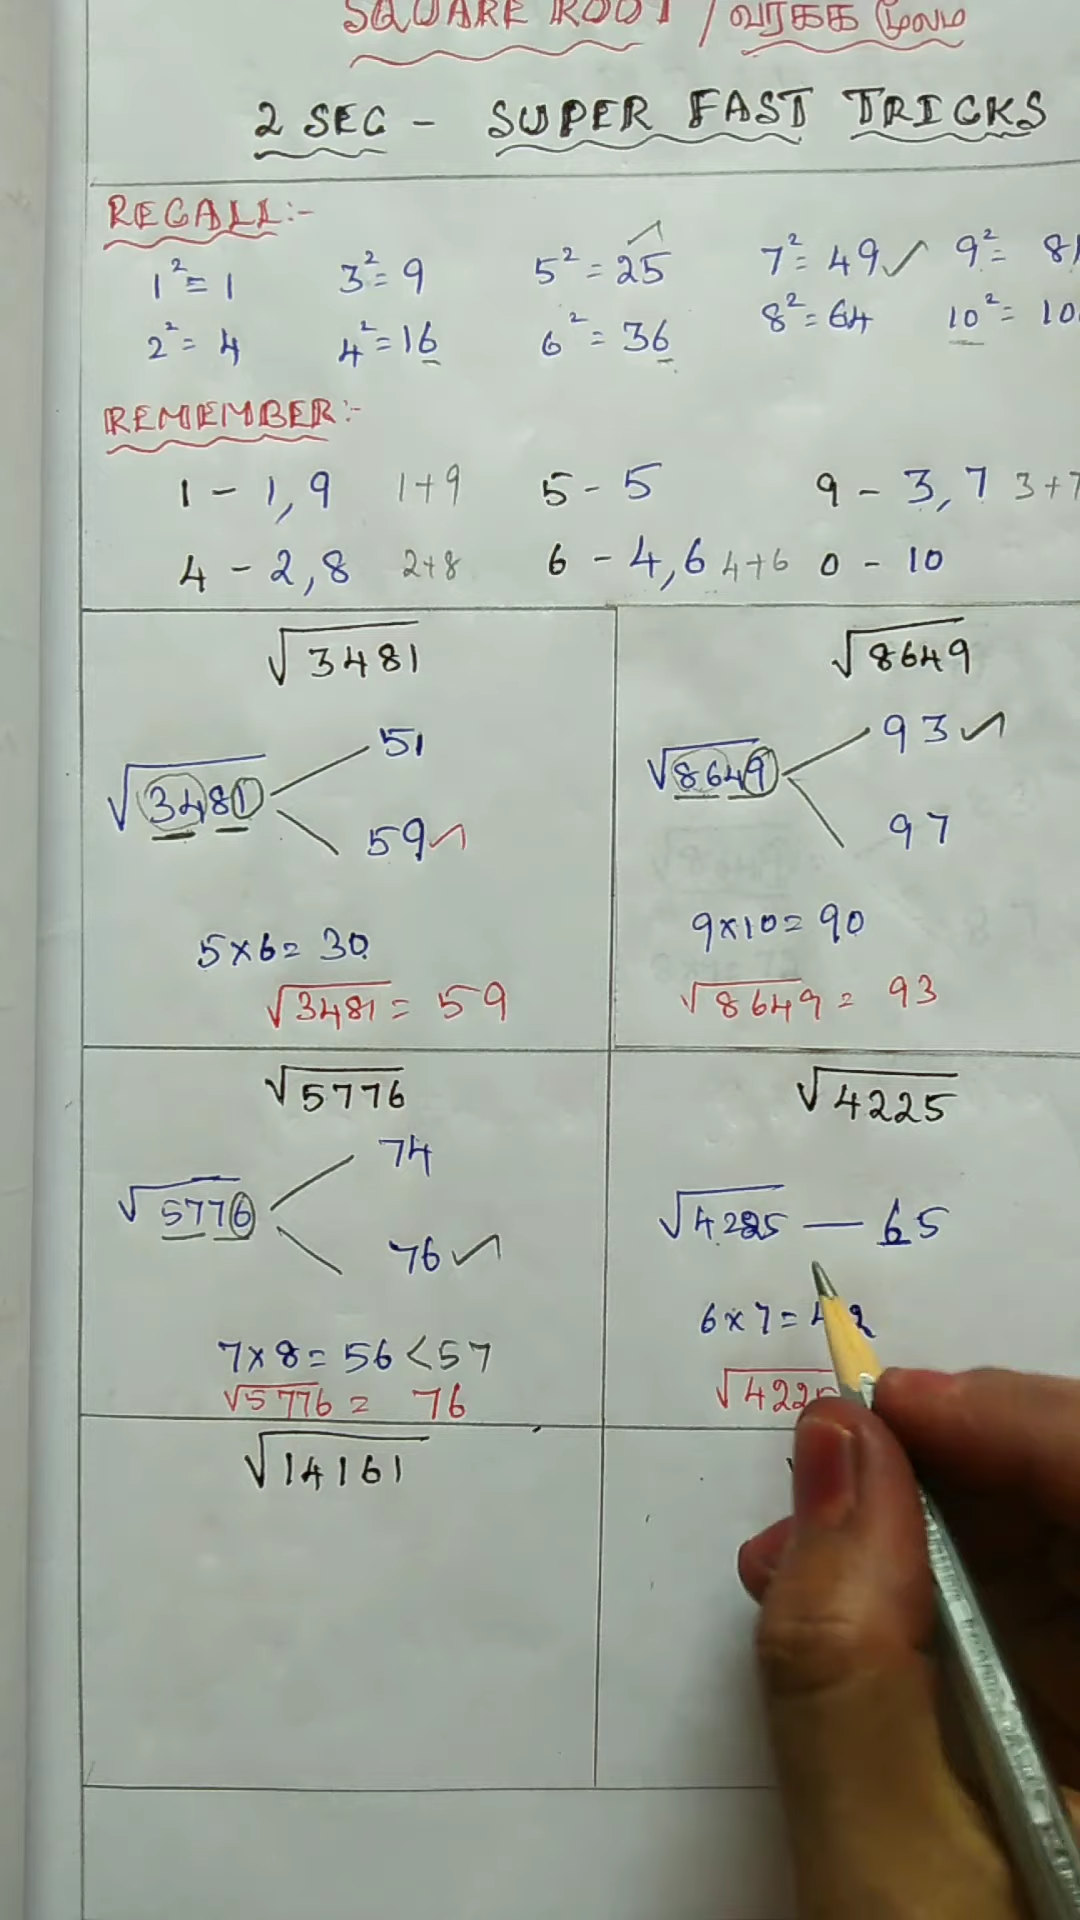 SQUARE ROOT / வர்க்க மூலம்
2 SEC - SUPER FAST TRICKS
RECALL:-
1² = 1 3² = 9 5² = 25 7² = 49 ✓ 9² = 81
2² = 4 4² = 16 6² = 36 8² = 64 10² = 10
REMEMBER:-
1 - 1, 9 1+9 5 - 5 9 - 3, 7 3+7
4 - 2, 8 2+8 6 - 4, 6 4+6 0 - 10
√3481
51
√3481
59 ✓
5×6 = 30
√3481 = 59
√8649
93 ✓
√8649
97
9×10 = 90
√8649 = 93
√5776
74
√5776
76 ✓
7×8 = 56 < 57
√5776 = 76
√4225
√4225 — 65
6×7 = 42
√422
√14161